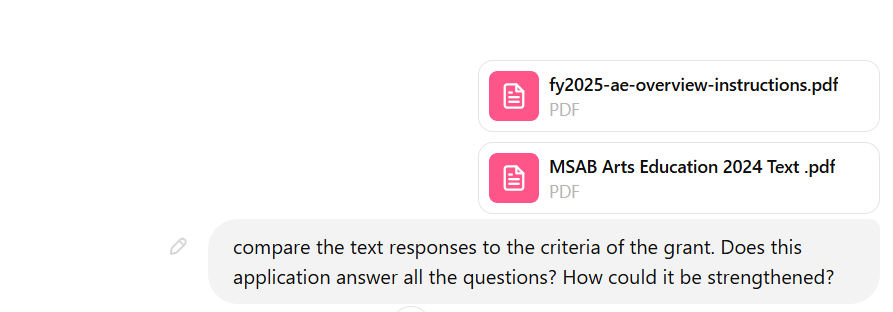 fy2025-ae-overview-instructions.pdf
PDF
MSAB Arts Education 2024 Text .pdf
PDF
compare the text responses to the criteria of the grant. Does this
application answer all the questions? How could it be strengthened?